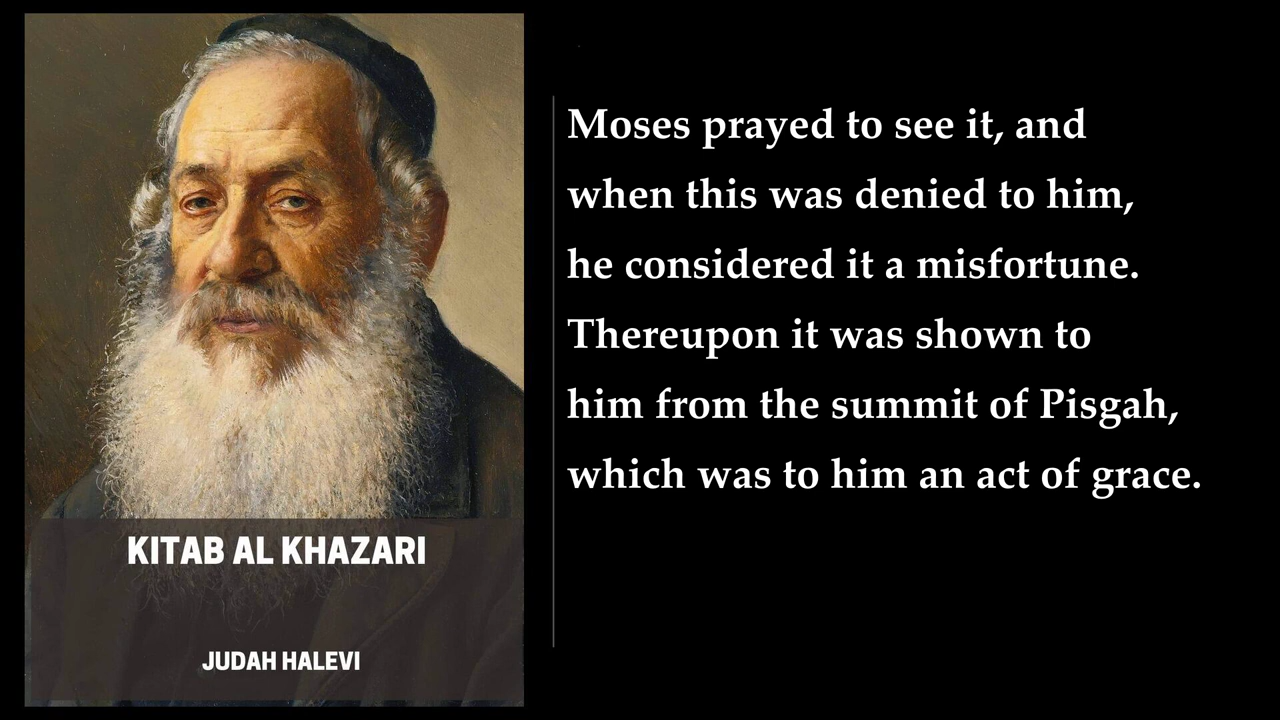 KITAB AL KHAZARI
JUDAH HALEVI
Moses prayed to see it, and
when this was denied to him,
he considered it a misfortune.
Thereupon it was shown to
him from the summit of Pisgah,
which was to him an act of grace.